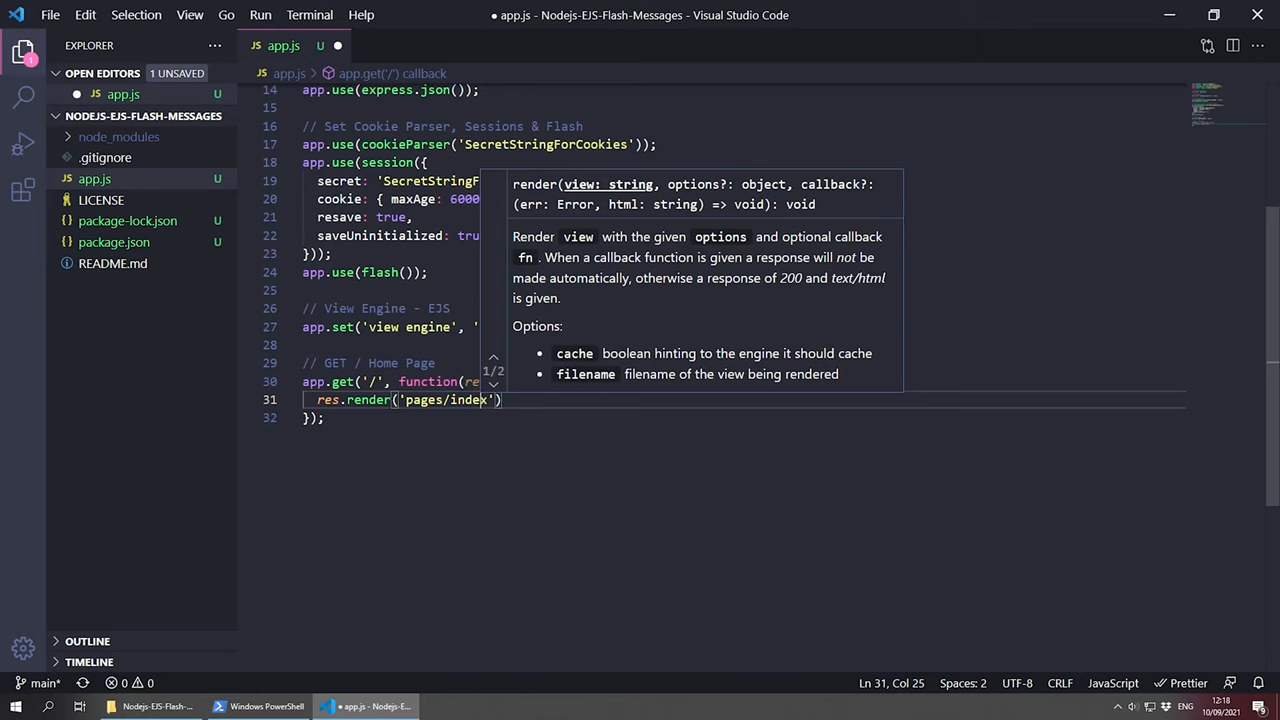 File Edit Selection View Go Run Terminal Help
● app.js - Nodejs-EJS-Flash-Messages - Visual Studio Code
EXPLORER
JS app.js U
OPEN EDITORS 1 UNSAVED
JS app.js > app.get('/') callback
JS app.js U
NODEJS-EJS-FLASH-MESSAGES
node_modules
.gitignore
JS app.js U
LICENSE
package-lock.json U
package.json U
README.md
OUTLINE
TIMELINE
14 app.use(express.json());
15
16 // Set Cookie Parser, Sessions & Flash
17 app.use(cookieParser('SecretStringForCookies'));
18 app.use(session({
19 secret: 'SecretStringF
20 cookie: { maxAge: 6000
21 resave: true,
22 saveUninitialized: tru
23 }));
24 app.use(flash());
25
26 // View Engine - EJS
27 app.set('view engine', '
28
29 // GET / Home Page
30 app.get('/', function(re
31 res.render('pages/index')
32 });
render(view: string, options?: object, callback?:
(err: Error, html: string) => void): void
Render view with the given options and optional callback
fn . When a callback function is given a response will not be
made automatically, otherwise a response of 200 and text/html
is given.
Options:
• cache boolean hinting to the engine it should cache
• filename filename of the view being rendered
1/2
1
main* 0 0 Ln 31, Col 25 Spaces: 2 UTF-8 CRLF JavaScript Prettier
Nodejs-EJS-Flash-... Windows PowerShell ● app.js - Nodejs-E... ENG 12:18
10/09/2021